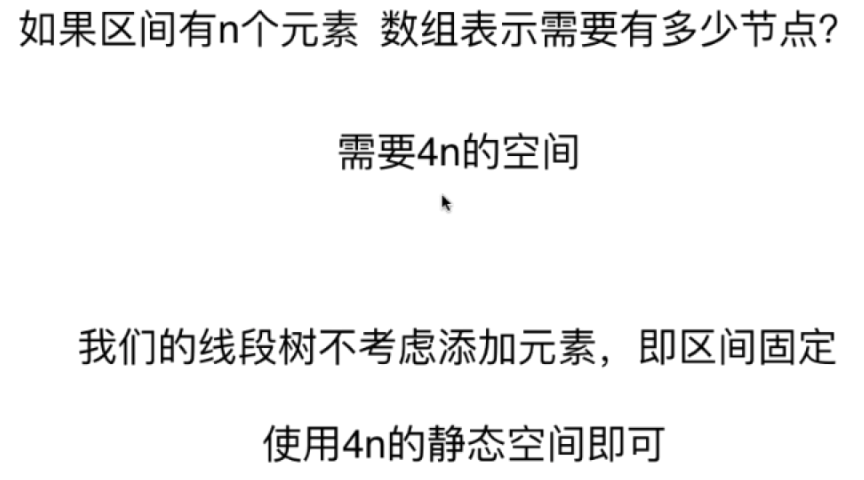 如果区间有n个元素 数组表示需要有多少节点?
需要4n的空间
我们的线段树不考虑添加元素，即区间固定
使用4n的静态空间即可